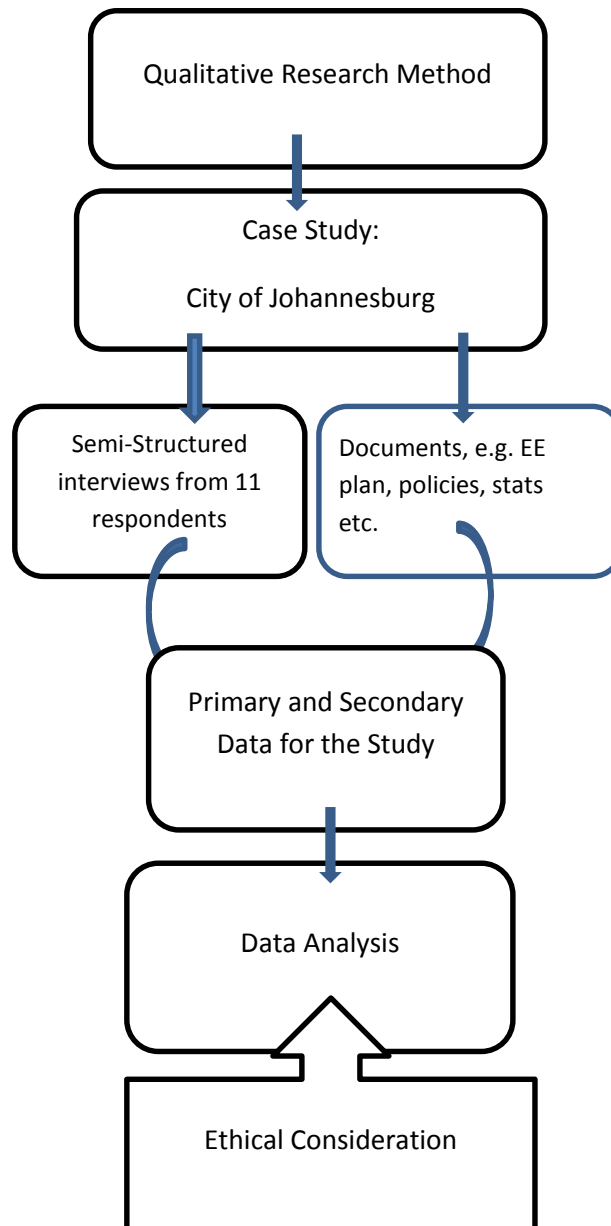 Qualitative Research Method
Case Study:
City of Johannesburg
Semi-Structured
interviews from 11
respondents
Documents, e.g. EE
plan, policies, stats
etc.
Primary and Secondary
Data for the Study
Data Analysis
Ethical Consideration